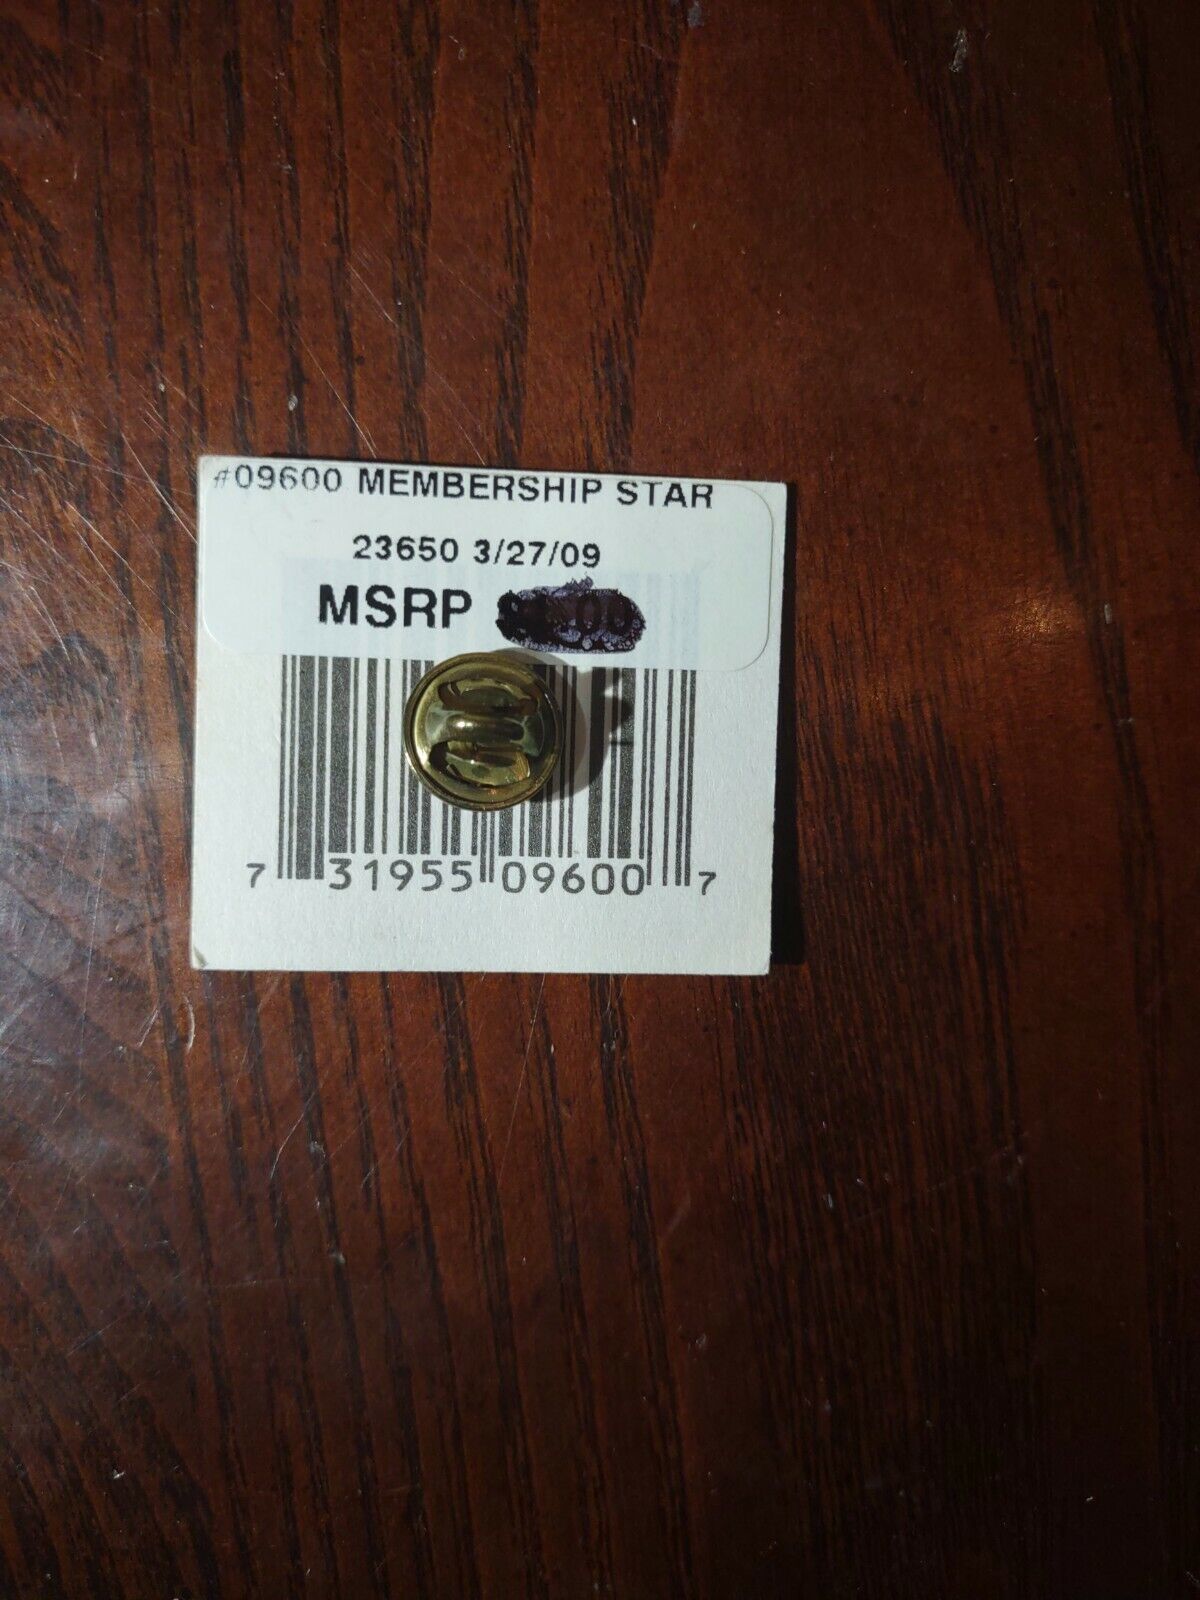 #09600 MEMBERSHIP STAR
23650 3/27/09
MSRP
7 31955 09600 7